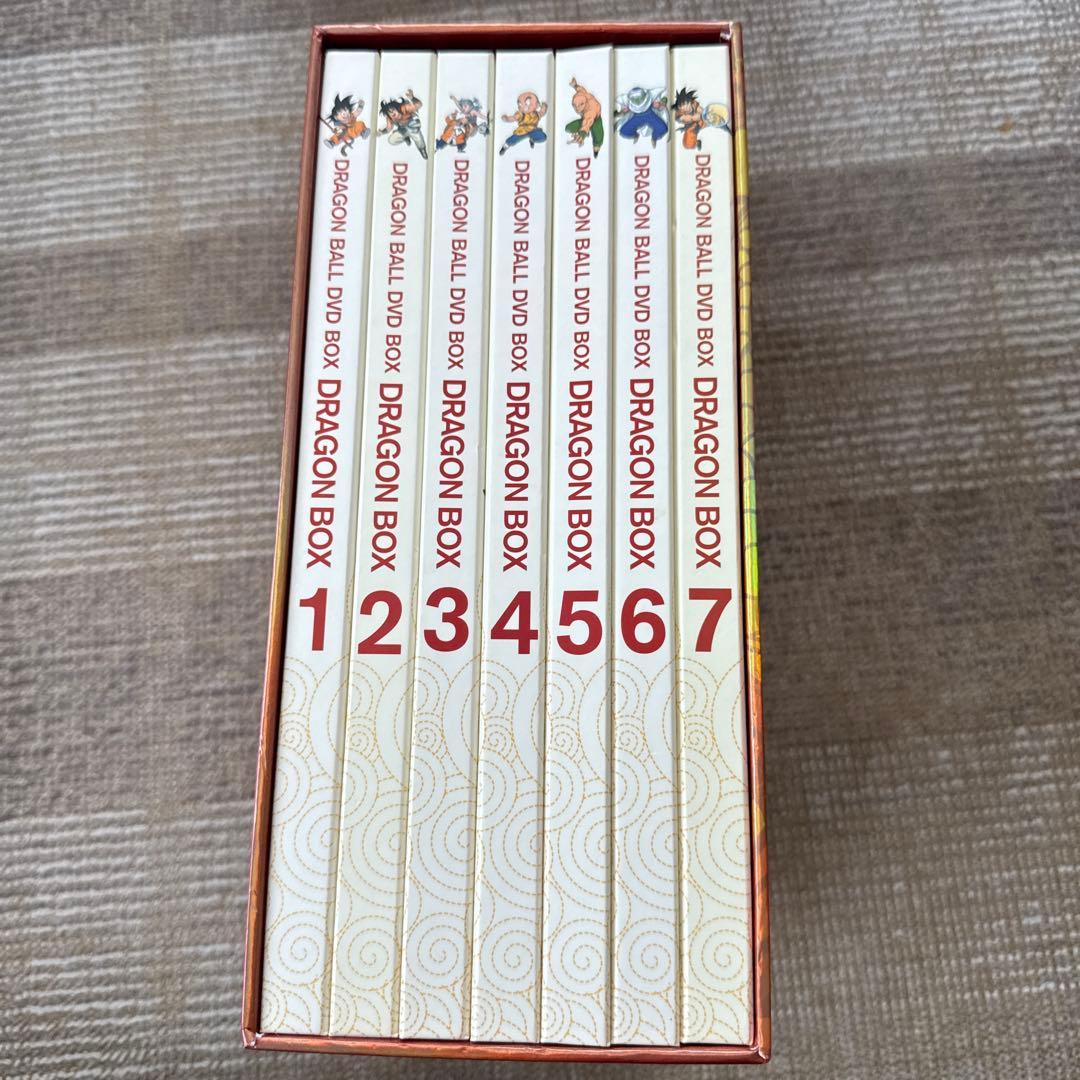 DRAGON BALL DVD BOX DRAGON BOX 1
DRAGON BALL DVD BOX DRAGON BOX 2
DRAGON BALL DVD BOX DRAGON BOX 3
DRAGON BALL DVD BOX DRAGON BOX 4
DRAGON BALL DVD BOX DRAGON BOX 5
DRAGON BALL DVD BOX DRAGON BOX 6
DRAGON BALL DVD BOX DRAGON BOX 7